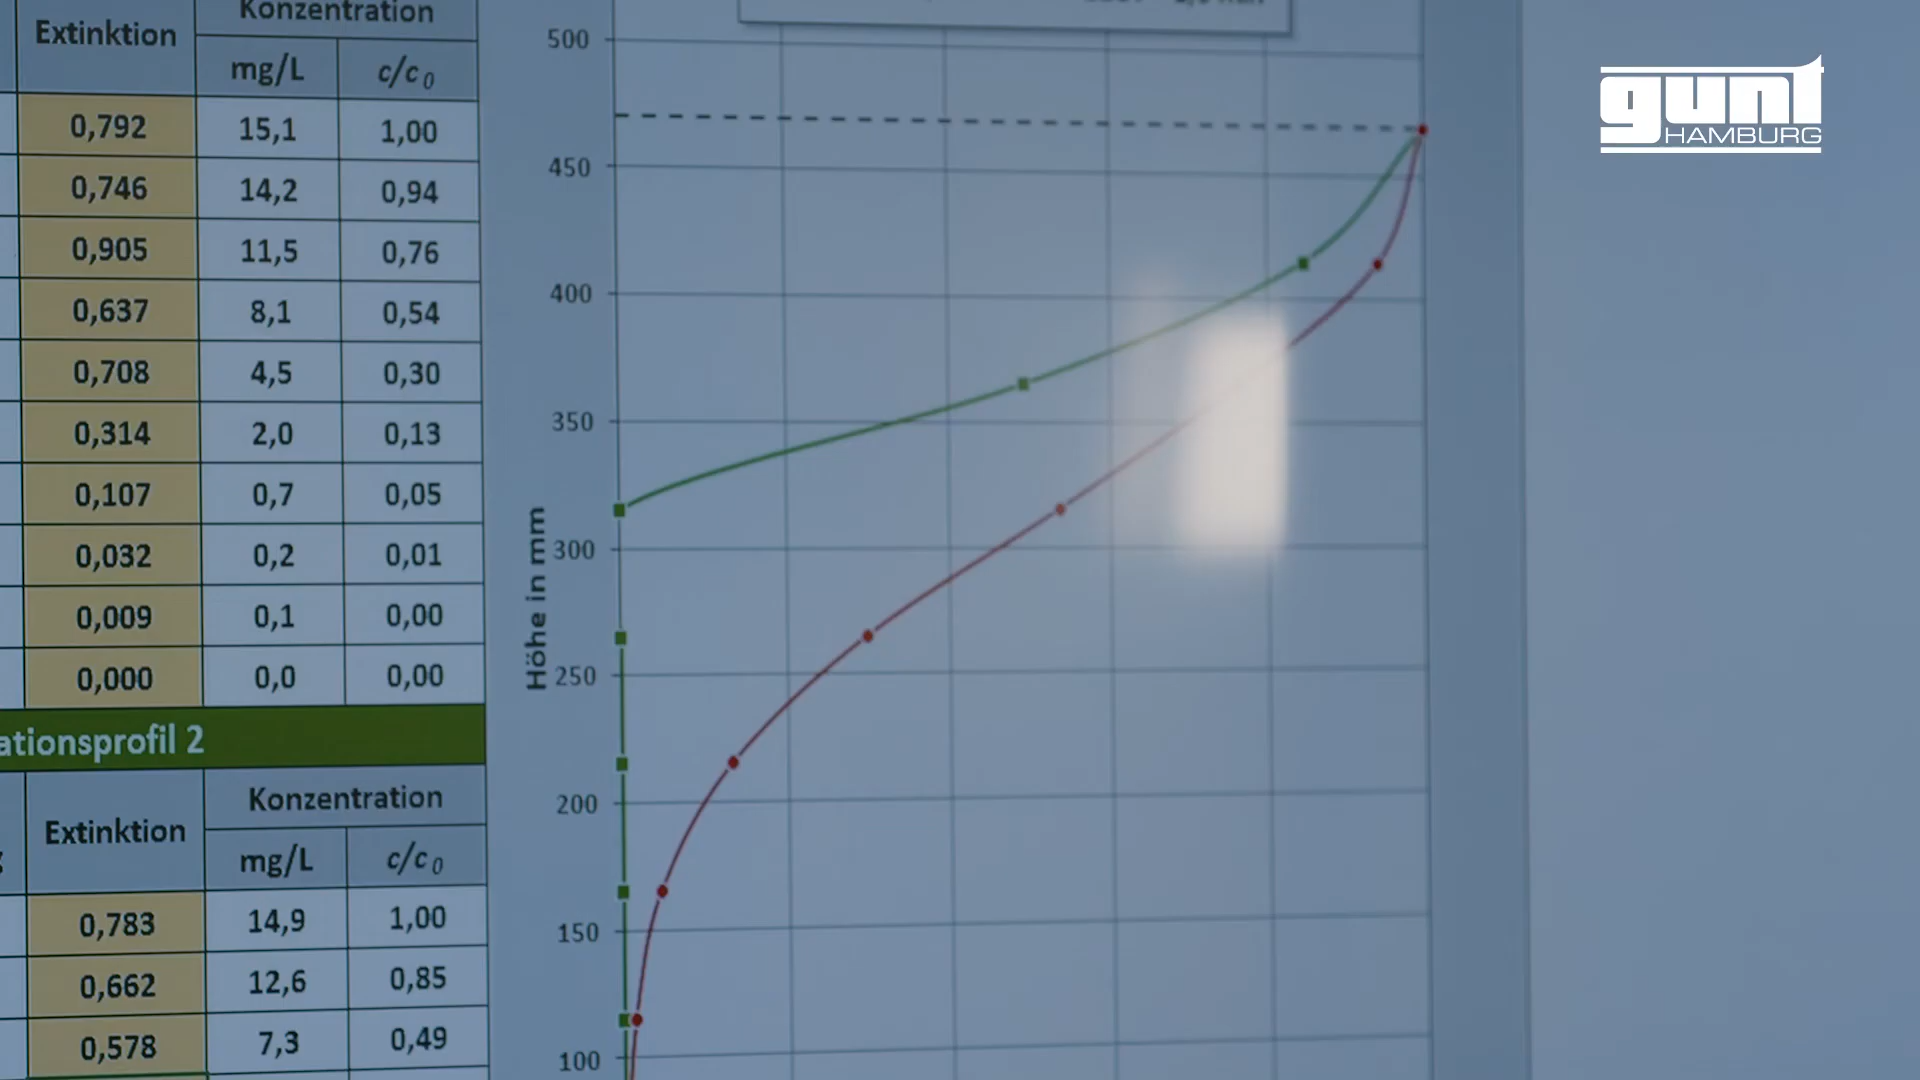 Konzentration
Extinktion
mg/L c/c0
0,792 15,1 1,00
0,746 14,2 0,94
0,905 11,5 0,76
0,637 8,1 0,54
0,708 4,5 0,30
0,314 2,0 0,13
0,107 0,7 0,05
0,032 0,2 0,01
0,009 0,1 0,00
0,000 0,0 0,00
ationsprofil 2
Konzentration
Extinktion
mg/L c/c0
0,783 14,9 1,00
0,662 12,6 0,85
0,578 7,3 0,49
500
450
400
350
300
250
200
150
100
Höhe in mm
gunt
HAMBURG